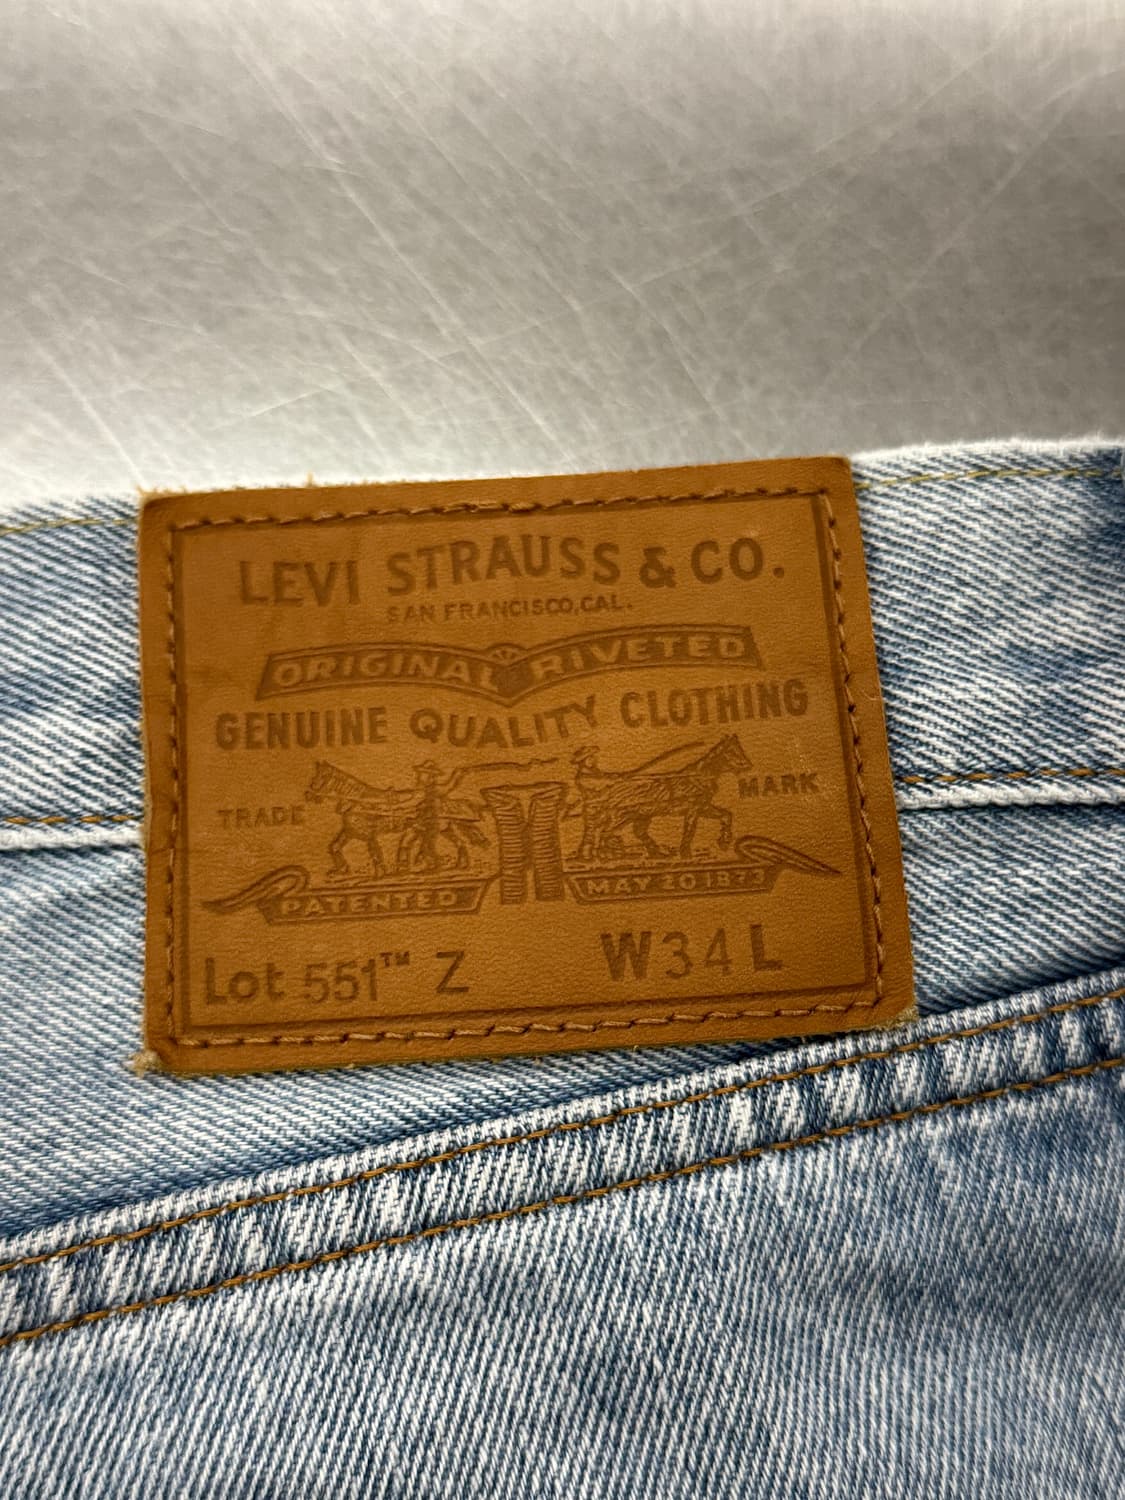 LEVI STRAUSS & CO.
SAN FRANCISCO, CAL.
ORIGINAL RIVETED
GENUINE QUALITY CLOTHING
TRADE MARK
PATENTED MAY 20 1873
Lot 551™ Z W34 L